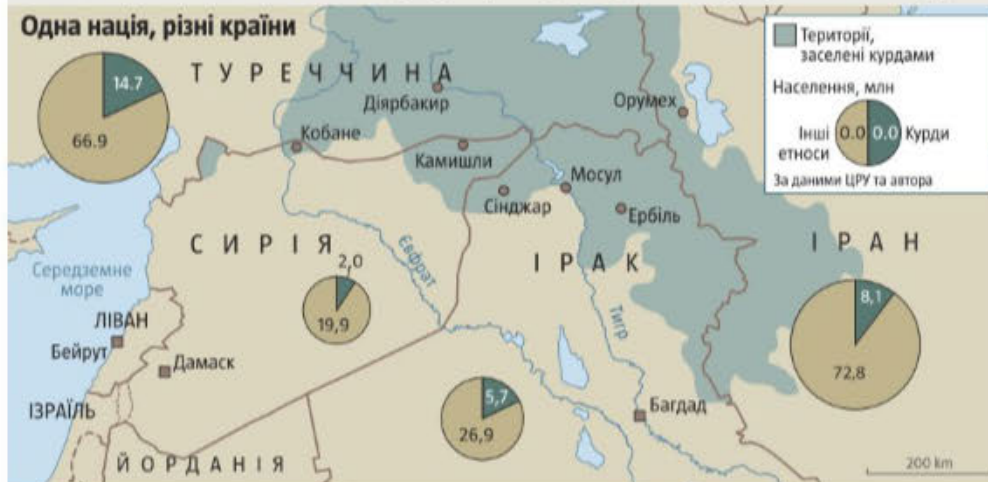 Одна нація, різні країни
14.7
66.9
ТУРЕЧЧИНА
Діярбакир
Кобане
Камишли
Сінджар
Мосул
Ербіль
Орумех
Території,
заселені курдами
Населення, млн
Інші
етноси
0.0
0.0
Курди
За даними ЦРУ та автора
СИРІЯ
2,0
19,9
Євфрат
ІРАК
Тигр
ІРАН
8,1
72,8
Середземне
море
ЛІВАН
Бейрут
Дамаск
ІЗРАЇЛЬ
ЙОРДАНІЯ
5,7
26,9
Багдад
200 km